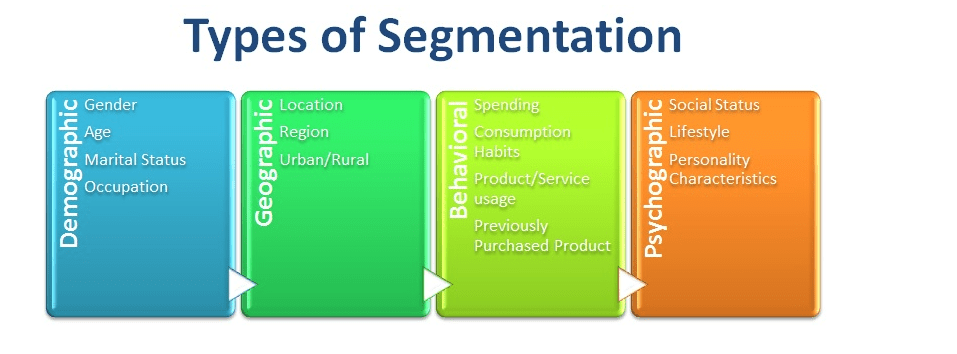 Types of Segmentation
Demographic
Gender
Age
Marital Status
Occupation
Geographic
Location
Region
Urban/Rural
Behavioral
Spending
Consumption
Habits
Product/Service
usage
Previously
Purchased Product
Psychographic
Social Status
Lifestyle
Personality
Characteristics